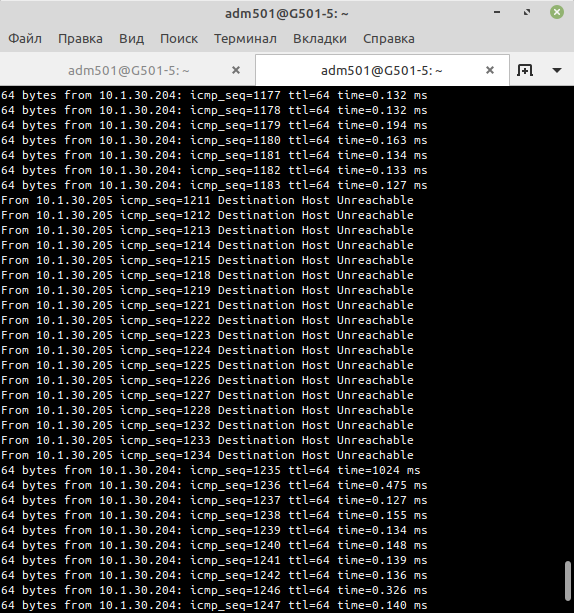 adm501@G501-5: ~
Файл Правка Вид Поиск Терминал Вкладки Справка
adm501@G501-5: ~ adm501@G501-5: ~
64 bytes from 10.1.30.204: icmp_seq=1177 ttl=64 time=0.132 ms
64 bytes from 10.1.30.204: icmp_seq=1178 ttl=64 time=0.132 ms
64 bytes from 10.1.30.204: icmp_seq=1179 ttl=64 time=0.194 ms
64 bytes from 10.1.30.204: icmp_seq=1180 ttl=64 time=0.163 ms
64 bytes from 10.1.30.204: icmp_seq=1181 ttl=64 time=0.134 ms
64 bytes from 10.1.30.204: icmp_seq=1182 ttl=64 time=0.133 ms
64 bytes from 10.1.30.204: icmp_seq=1183 ttl=64 time=0.127 ms
From 10.1.30.205 icmp_seq=1211 Destination Host Unreachable
From 10.1.30.205 icmp_seq=1212 Destination Host Unreachable
From 10.1.30.205 icmp_seq=1213 Destination Host Unreachable
From 10.1.30.205 icmp_seq=1214 Destination Host Unreachable
From 10.1.30.205 icmp_seq=1215 Destination Host Unreachable
From 10.1.30.205 icmp_seq=1218 Destination Host Unreachable
From 10.1.30.205 icmp_seq=1219 Destination Host Unreachable
From 10.1.30.205 icmp_seq=1221 Destination Host Unreachable
From 10.1.30.205 icmp_seq=1222 Destination Host Unreachable
From 10.1.30.205 icmp_seq=1223 Destination Host Unreachable
From 10.1.30.205 icmp_seq=1224 Destination Host Unreachable
From 10.1.30.205 icmp_seq=1225 Destination Host Unreachable
From 10.1.30.205 icmp_seq=1226 Destination Host Unreachable
From 10.1.30.205 icmp_seq=1227 Destination Host Unreachable
From 10.1.30.205 icmp_seq=1228 Destination Host Unreachable
From 10.1.30.205 icmp_seq=1232 Destination Host Unreachable
From 10.1.30.205 icmp_seq=1233 Destination Host Unreachable
From 10.1.30.205 icmp_seq=1234 Destination Host Unreachable
64 bytes from 10.1.30.204: icmp_seq=1235 ttl=64 time=1024 ms
64 bytes from 10.1.30.204: icmp_seq=1236 ttl=64 time=0.475 ms
64 bytes from 10.1.30.204: icmp_seq=1237 ttl=64 time=0.127 ms
64 bytes from 10.1.30.204: icmp_seq=1238 ttl=64 time=0.155 ms
64 bytes from 10.1.30.204: icmp_seq=1239 ttl=64 time=0.134 ms
64 bytes from 10.1.30.204: icmp_seq=1240 ttl=64 time=0.148 ms
64 bytes from 10.1.30.204: icmp_seq=1241 ttl=64 time=0.139 ms
64 bytes from 10.1.30.204: icmp_seq=1242 ttl=64 time=0.136 ms
64 bytes from 10.1.30.204: icmp_seq=1246 ttl=64 time=0.326 ms
64 bytes from 10.1.30.204: icmp_seq=1247 ttl=64 time=0.140 ms